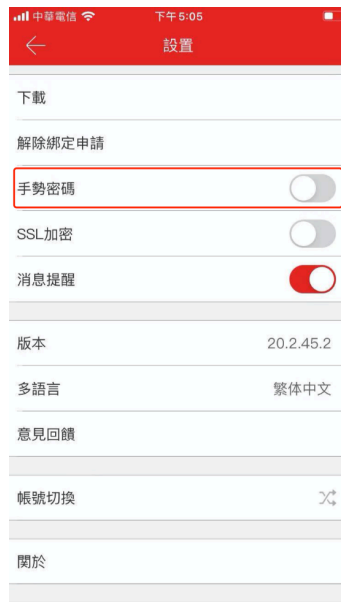 中華電信 下午5:05
設置
下載
解除綁定申請
手勢密碼
SSL加密
消息提醒
版本 20.2.45.2
多語言 繁体中文
意見回饋
帳號切換
関於